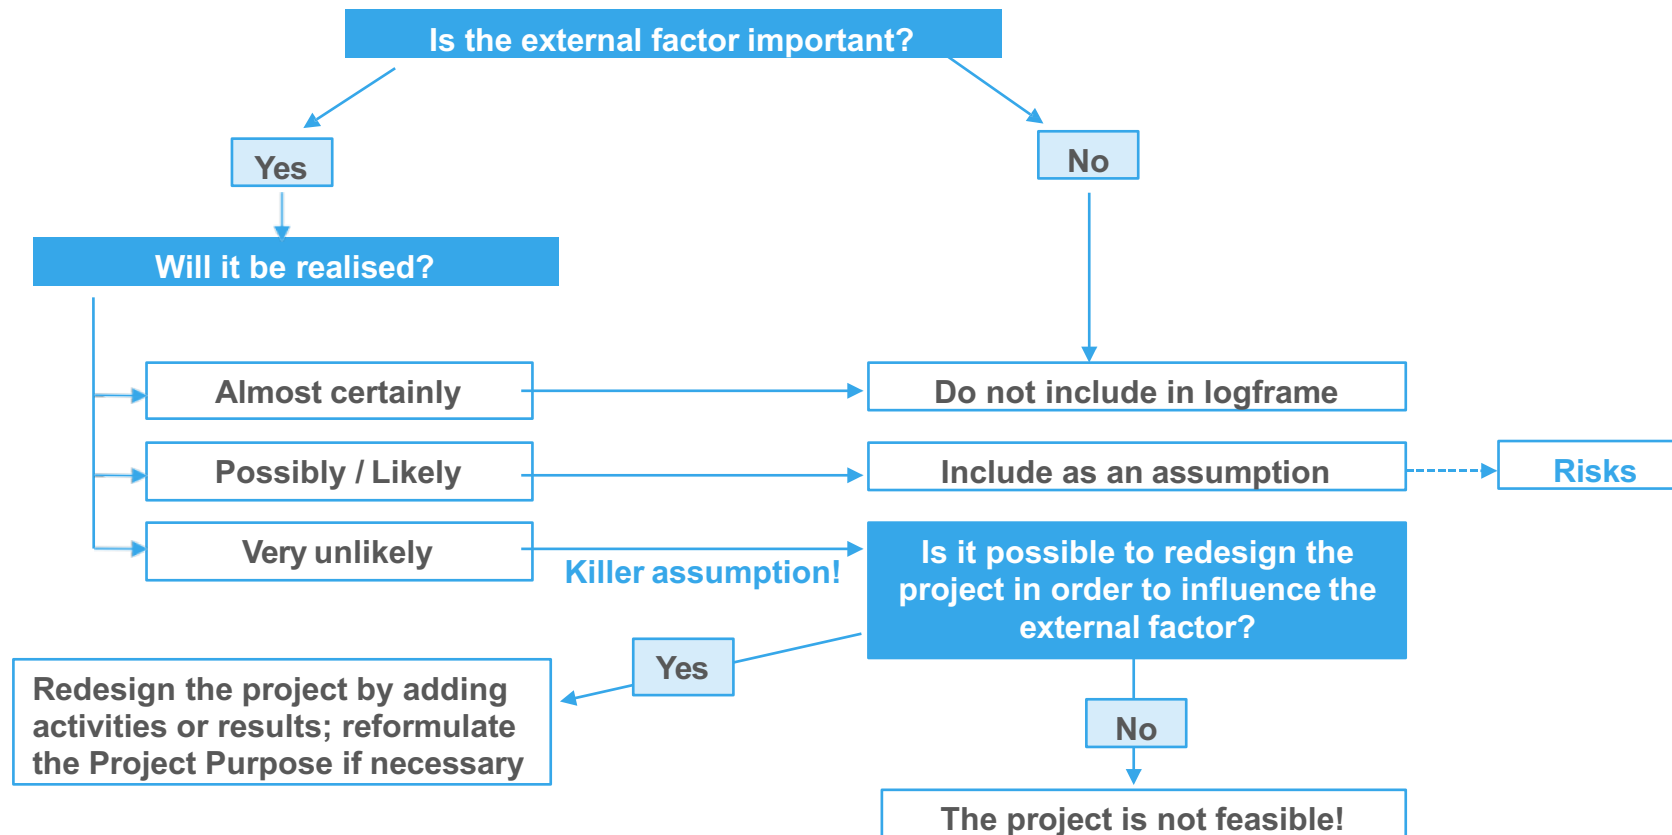 Is the external factor important?
Yes
No
Will it be realised?
Almost certainly
Do not include in logframe
Possibly / Likely
Include as an assumption
Risks
Very unlikely
Killer assumption!
Is it possible to redesign the
project in order to influence the
external factor?
Yes
Redesign the project by adding
activities or results; reformulate
the Project Purpose if necessary
No
The project is not feasible!